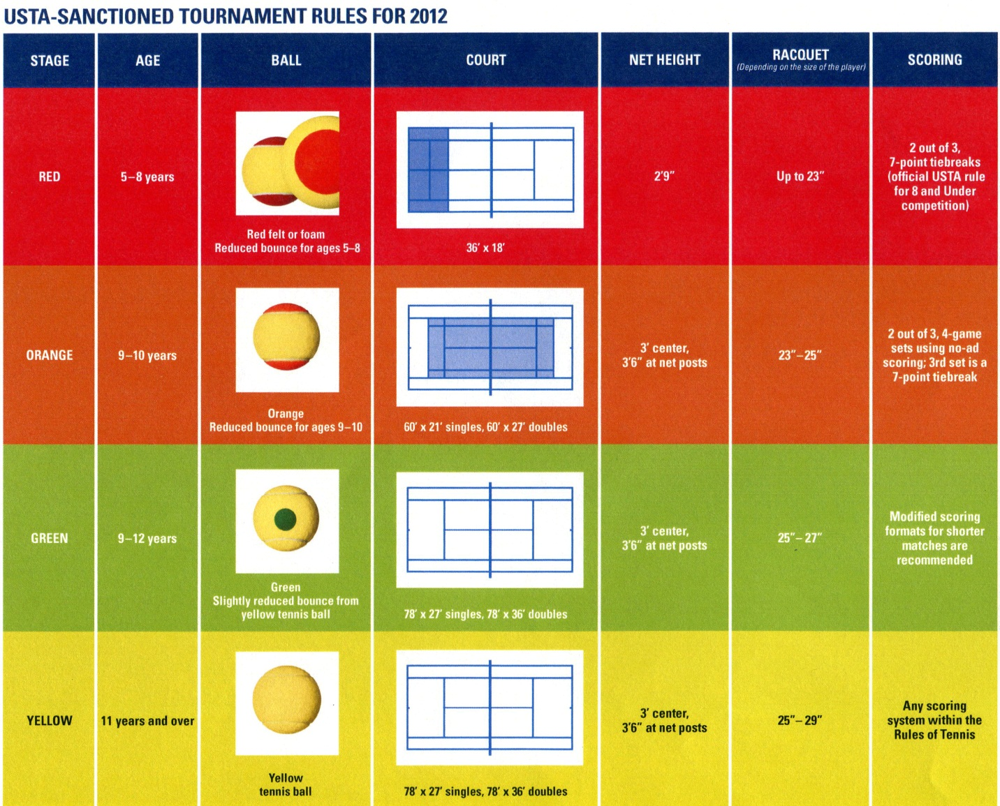 USTA-SANCTIONED TOURNAMENT RULES FOR 2012
STAGE
AGE
BALL
COURT
NET HEIGHT
RACQUET
(Depending on the size of the player)
SCORING
RED
5–8 years
Red felt or foam
Reduced bounce for ages 5–8
36′ x 18′
2′9″
Up to 23″
2 out of 3,
7-point tiebreaks
(official USTA rule
for 8 and Under
competition)
ORANGE
9–10 years
Orange
Reduced bounce for ages 9–10
60′ x 21′ singles, 60′ x 27′ doubles
3′ center,
3′6″ at net posts
23″–25″
2 out of 3, 4-game
sets using no-ad
scoring; 3rd set is a
7-point tiebreak
GREEN
9–12 years
Green
Slightly reduced bounce from
yellow tennis ball
78′ x 27′ singles, 78′ x 36′ doubles
3′ center,
3′6″ at net posts
25″– 27″
Modified scoring
formats for shorter
matches are
recommended
YELLOW
11 years and over
Yellow
tennis ball
78′ x 27′ singles, 78′ x 36′ doubles
3′ center,
3′6″ at net posts
25″– 29″
Any scoring
system within the
Rules of Tennis